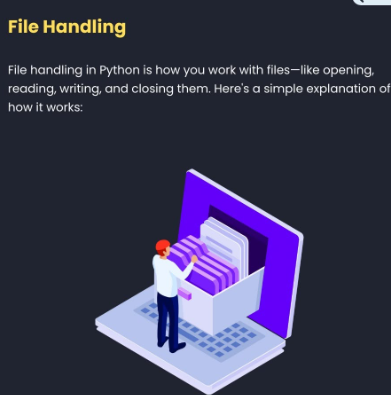 File Handling
File handling in Python is how you work with files—like opening,
reading, writing, and closing them. Here's a simple explanation of
how it works: